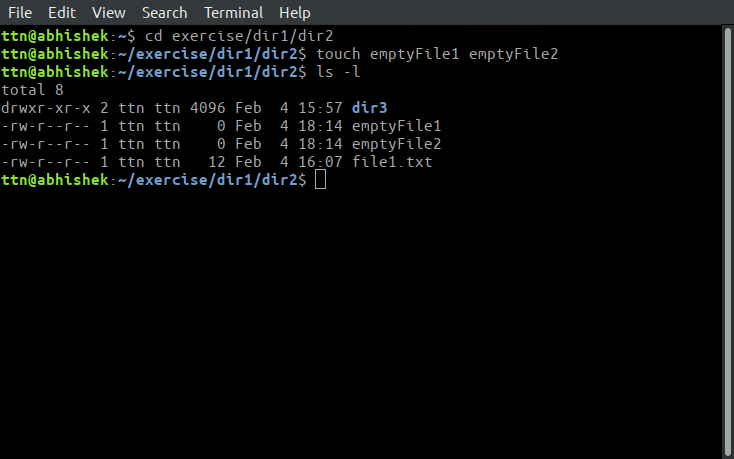 File Edit View Search Terminal Help
ttn@abhishek:~$ cd exercise/dir1/dir2
ttn@abhishek:~/exercise/dir1/dir2$ touch emptyFile1 emptyFile2
ttn@abhishek:~/exercise/dir1/dir2$ ls -l
total 8
drwxr-xr-x 2 ttn ttn 4096 Feb  4 15:57 dir3
-rw-r--r-- 1 ttn ttn    0 Feb  4 18:14 emptyFile1
-rw-r--r-- 1 ttn ttn    0 Feb  4 18:14 emptyFile2
-rw-r--r-- 1 ttn ttn   12 Feb  4 16:07 file1.txt
ttn@abhishek:~/exercise/dir1/dir2$